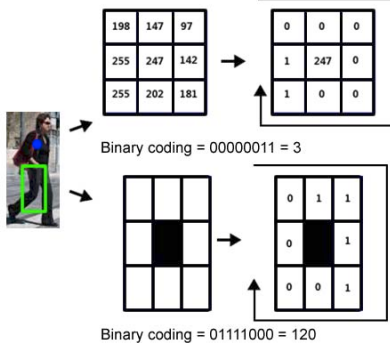 198 147 97
255 247 142
255 202 181
0 0 0
1 247 0
1 0 0
Binary coding = 00000011 = 3
0 1 1
0 1
0 0 1
Binary coding = 01111000 = 120